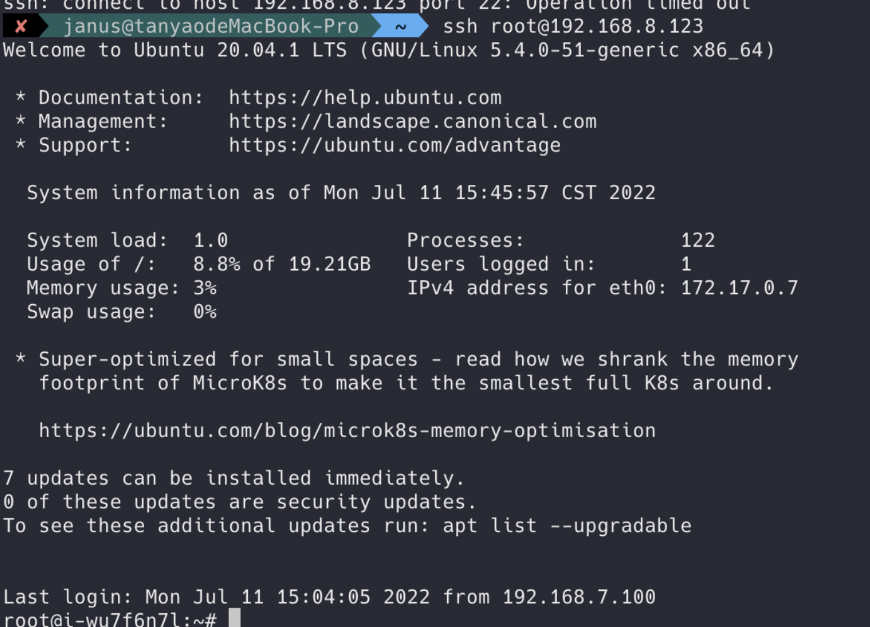 ssh: connect to host 192.168.8.123 port 22: Operation timed out
✘ janus@tanyaodeMacBook-Pro ~ ssh root@192.168.8.123
Welcome to Ubuntu 20.04.1 LTS (GNU/Linux 5.4.0-51-generic x86_64)
* Documentation: https://help.ubuntu.com
* Management: https://landscape.canonical.com
* Support: https://ubuntu.com/advantage
System information as of Mon Jul 11 15:45:57 CST 2022
System load: 1.0 Processes: 122
Usage of /: 8.8% of 19.21GB Users logged in: 1
Memory usage: 3% IPv4 address for eth0: 172.17.0.7
Swap usage: 0%
* Super-optimized for small spaces - read how we shrank the memory
footprint of MicroK8s to make it the smallest full K8s around.
https://ubuntu.com/blog/microk8s-memory-optimisation
7 updates can be installed immediately.
0 of these updates are security updates.
To see these additional updates run: apt list --upgradable
Last login: Mon Jul 11 15:04:05 2022 from 192.168.7.100
root@i-wu7f6n7l:~#